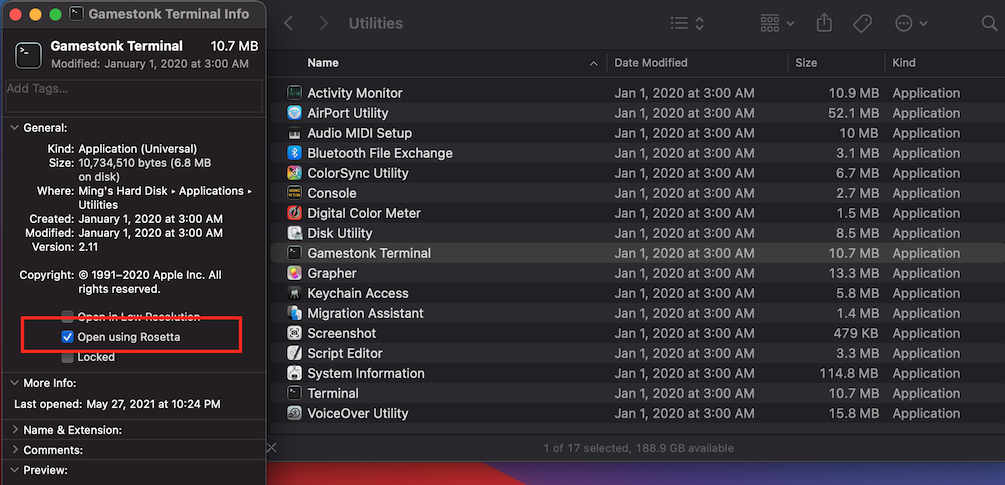 Gamestonk Terminal Info
Gamestonk Terminal 10.7 MB
Modified: January 1, 2020 at 3:00 AM
Add Tags...
General:
Kind: Application (Universal)
Size: 10,734,510 bytes (6.8 MB
on disk)
Where: Ming's Hard Disk ▸ Applications ▸
Utilities
Created: January 1, 2020 at 3:00 AM
Modified: January 1, 2020 at 3:00 AM
Version: 2.11
Copyright: © 1991–2020 Apple Inc. All
rights reserved.
Open in Low Resolution
Open using Rosetta
Locked
More Info:
Last opened: May 27, 2021 at 10:24 PM
Name & Extension:
Comments:
Preview:
Utilities
Name Date Modified Size Kind
Activity Monitor Jan 1, 2020 at 3:00 AM 10.9 MB Application
AirPort Utility Jan 1, 2020 at 3:00 AM 52.1 MB Application
Audio MIDI Setup Jan 1, 2020 at 3:00 AM 10 MB Application
Bluetooth File Exchange Jan 1, 2020 at 3:00 AM 3.1 MB Application
ColorSync Utility Jan 1, 2020 at 3:00 AM 6.7 MB Application
Console Jan 1, 2020 at 3:00 AM 2.7 MB Application
Digital Color Meter Jan 1, 2020 at 3:00 AM 1.5 MB Application
Disk Utility Jan 1, 2020 at 3:00 AM 8.5 MB Application
Gamestonk Terminal Jan 1, 2020 at 3:00 AM 10.7 MB Application
Grapher Jan 1, 2020 at 3:00 AM 13.3 MB Application
Keychain Access Jan 1, 2020 at 3:00 AM 5.8 MB Application
Migration Assistant Jan 1, 2020 at 3:00 AM 1.4 MB Application
Screenshot Jan 1, 2020 at 3:00 AM 479 KB Application
Script Editor Jan 1, 2020 at 3:00 AM 3.3 MB Application
System Information Jan 1, 2020 at 3:00 AM 114.8 MB Application
Terminal Jan 1, 2020 at 3:00 AM 10.7 MB Application
VoiceOver Utility Jan 1, 2020 at 3:00 AM 15.8 MB Application
1 of 17 selected, 188.9 GB available